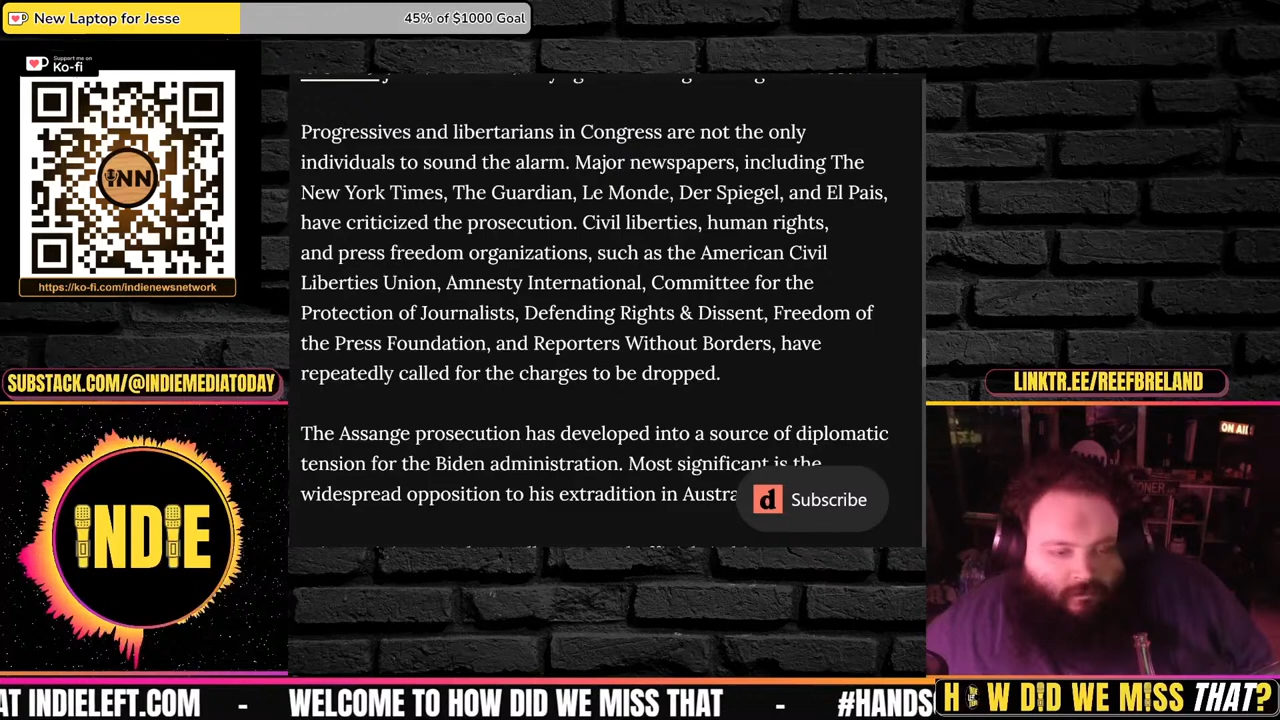 New Laptop for Jesse
45% of $1000 Goal
Support me on
Ko-fi
INN
https://ko-fi.com/indienewsnetwork
Progressives and libertarians in Congress are not the only
individuals to sound the alarm. Major newspapers, including The
New York Times, The Guardian, Le Monde, Der Spiegel, and El Pais,
have criticized the prosecution. Civil liberties, human rights,
and press freedom organizations, such as the American Civil
Liberties Union, Amnesty International, Committee for the
Protection of Journalists, Defending Rights & Dissent, Freedom of
the Press Foundation, and Reporters Without Borders, have
repeatedly called for the charges to be dropped.
The Assange prosecution has developed into a source of diplomatic
tension for the Biden administration. Most significant is the
widespread opposition to his extradition in Austra
d Subscribe
SUBSTACK.COM/@INDIEMEDIATODAY
INDIE
LINKTR.EE/REEFBRELAND
ON AIR
AT INDIELEFT.COM - WELCOME TO HOW DID WE MISS THAT - #HANDS
HOW DID WE MISS THAT?